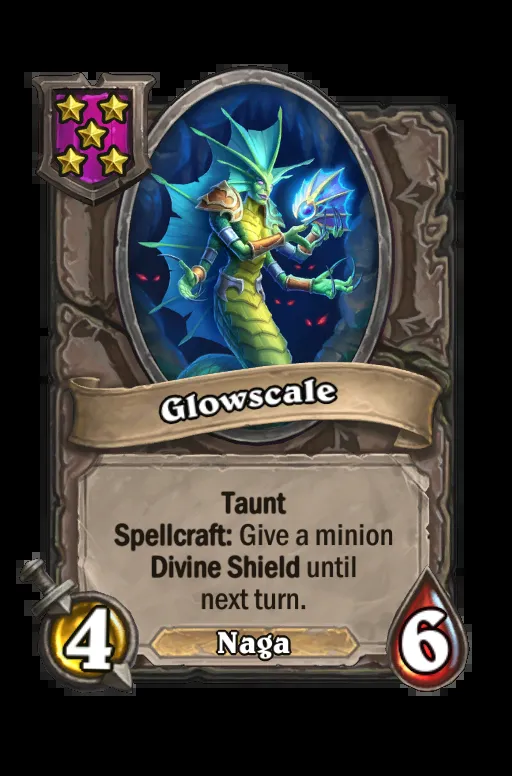 Glowscale
Taunt
Spellcraft: Give a minion
Divine Shield until
next turn.
4
Naga
6